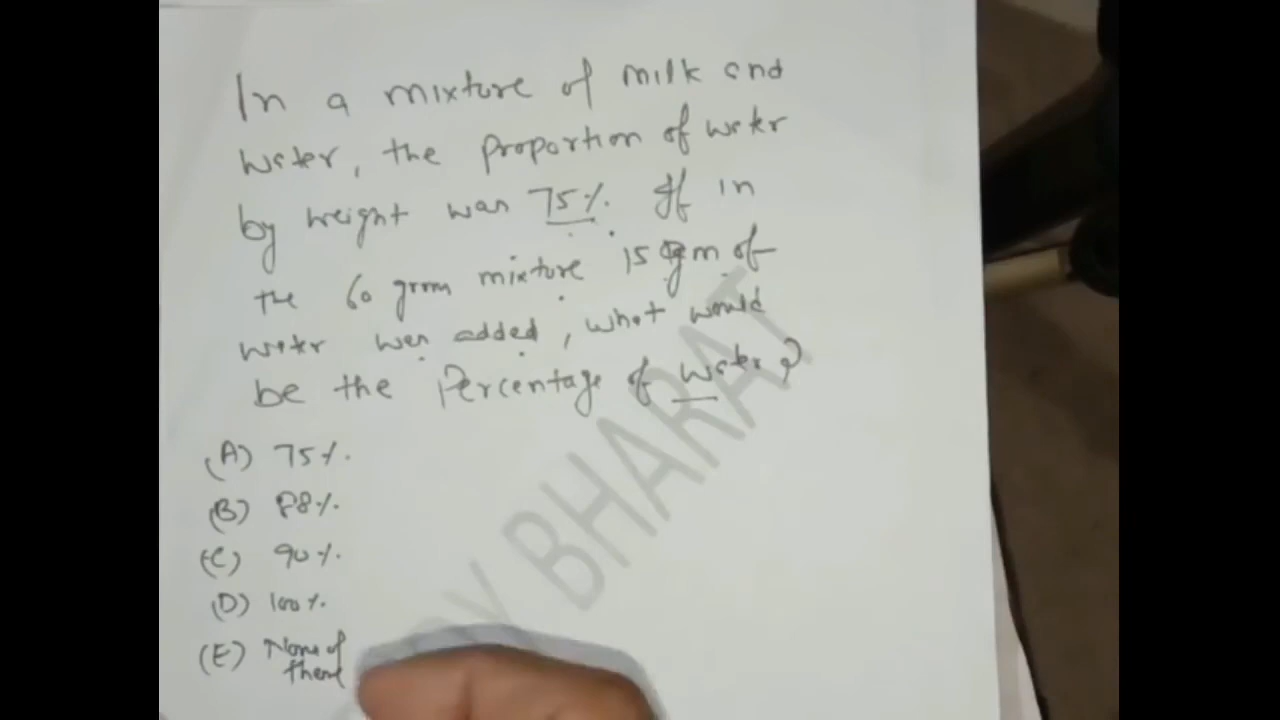 In a mixture of milk and
water, the proportion of water
by weight was 75%. If in
the 60 gram mixture 15 gm of
water was added, what would
be the Percentage of water?
(A) 75%.
(B) 88%.
(C) 90%.
(D) 100%.
(E) None of
these
BHARAT